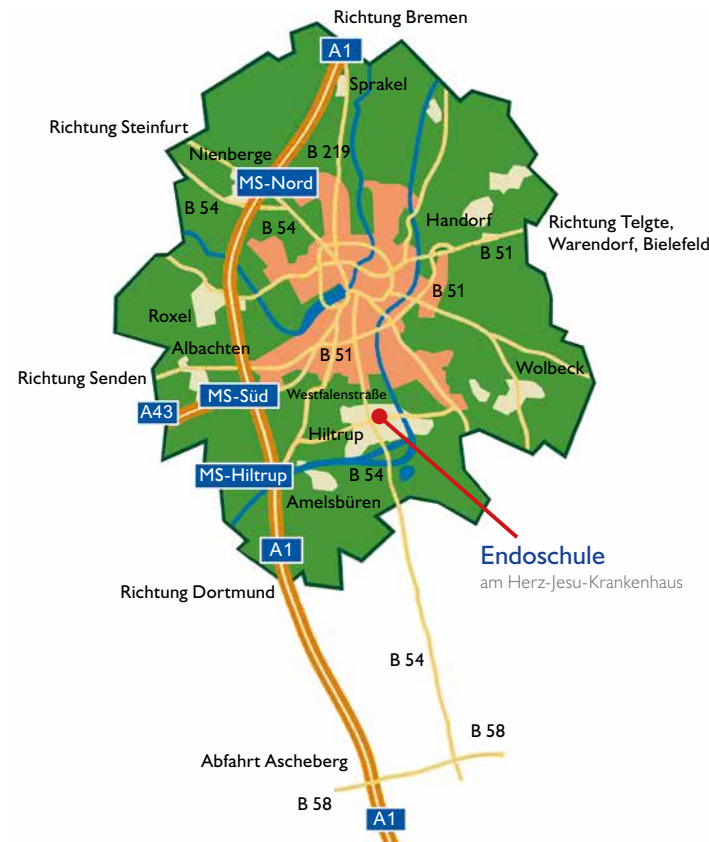 Richtung Bremen
A1
Sprakel
Richtung Steinfurt
Nienberge
B 219
MS-Nord
B 54
B 54
Handorf
Richtung Telgte,
Warendorf, Bielefeld
B 51
B 51
Roxel
Albachten
B 51
Wolbeck
Richtung Senden
MS-Süd
Westfalenstraße
A43
Hiltrup
MS-Hiltrup
B 54
Amelsbüren
A1
Endoschule
am Herz-Jesu-Krankenhaus
Richtung Dortmund
B 54
B 58
Abfahrt Ascheberg
B 58
A1